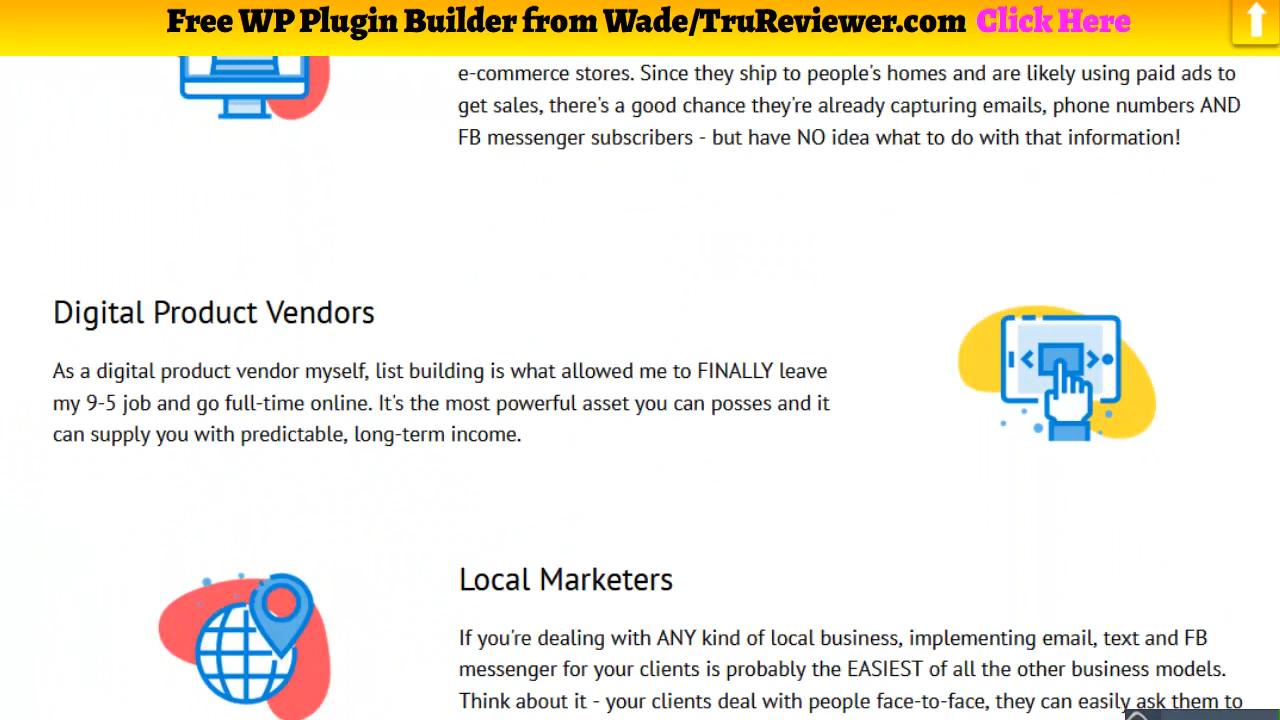 Free WP Plugin Builder from Wade/TruReviewer.com Click Here
e-commerce stores. Since they ship to people's homes and are likely using paid ads to
get sales, there's a good chance they're already capturing emails, phone numbers AND
FB messenger subscribers - but have NO idea what to do with that information!
Digital Product Vendors
As a digital product vendor myself, list building is what allowed me to FINALLY leave
my 9-5 job and go full-time online. It's the most powerful asset you can posses and it
can supply you with predictable, long-term income.
Local Marketers
If you're dealing with ANY kind of local business, implementing email, text and FB
messenger for your clients is probably the EASIEST of all the other business models.
Think about it - your clients deal with people face-to-face, they can easily ask them to